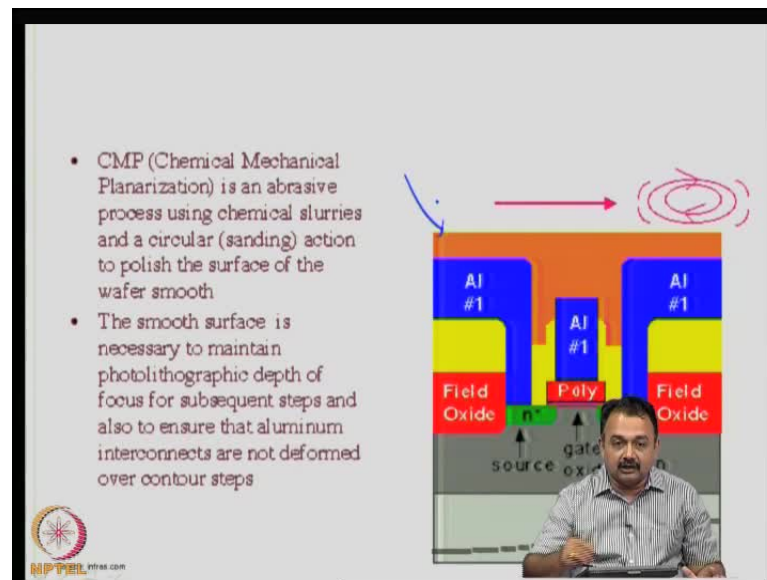 • CMP (Chemical Mechanical
Planarization) is an abrasive
process using chemical slurries
and a circular (sanding) action
to polish the surface of the
wafer smooth
• The smooth surface is
necessary to maintain
photolithographic depth of
focus for subsequent steps and
also to ensure that aluminum
interconnects are not deformed
over contour steps
Al
#1
Al
#1
Al
#1
Field
Oxide
n+
Poly
Field
Oxide
source
gate
NPTEL